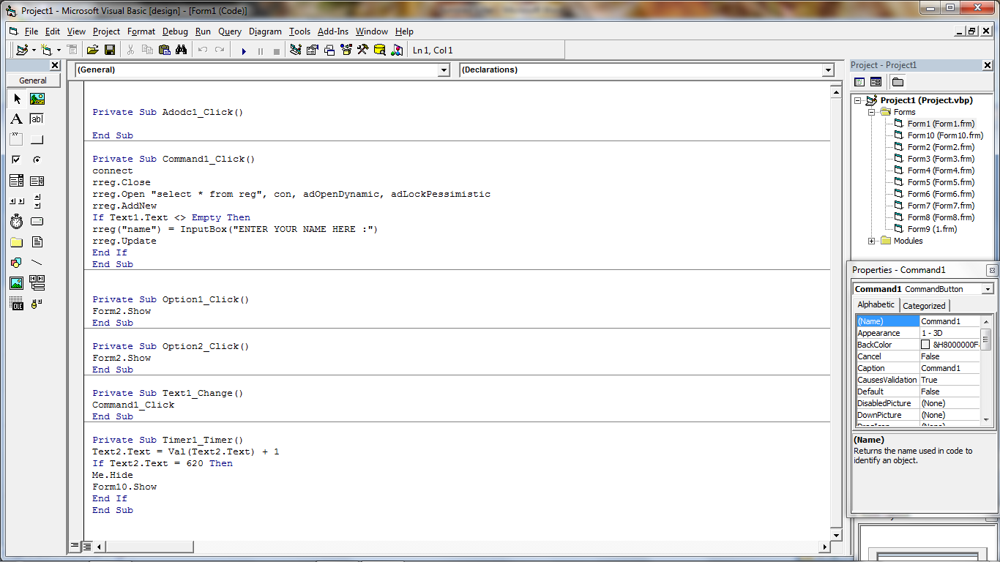 Project1 - Microsoft Visual Basic [design] - [Form1 (Code)]
File Edit View Project Format Debug Run Query Diagram Tools Add-Ins Window Help
Ln 1, Col 1
General
(General)
(Declarations)
Private Sub Adodc1_Click()
End Sub
Private Sub Command1_Click()
connect
rreg.Close
rreg.Open "select * from reg", con, adOpenDynamic, adLockPessimistic
rreg.AddNew
If Text1.Text <> Empty Then
rreg("name") = InputBox("ENTER YOUR NAME HERE :")
rreg.Update
End If
End Sub
Private Sub Option1_Click()
Form2.Show
End Sub
Private Sub Option2_Click()
Form2.Show
End Sub
Private Sub Text1_Change()
Command1_Click
End Sub
Private Sub Timer1_Timer()
Text2.Text = Val(Text2.Text) + 1
If Text2.Text = 620 Then
Me.Hide
Form10.Show
End If
End Sub
Project - Project1
Project1 (Project.vbp)
Forms
Form1 (Form1.frm)
Form10 (Form10.frm)
Form2 (Form2.frm)
Form3 (Form3.frm)
Form4 (Form4.frm)
Form5 (Form5.frm)
Form6 (Form6.frm)
Form7 (Form7.frm)
Form8 (Form8.frm)
Form9 (1.frm)
Modules
Properties - Command1
Command1 CommandButton
Alphabetic Categorized
(Name) Command1
Appearance 1 - 3D
BackColor &H8000000F
Cancel False
Caption Command1
CausesValidation True
Default False
DisabledPicture (None)
DownPicture (None)
(Name)
Returns the name used in code to
identify an object.